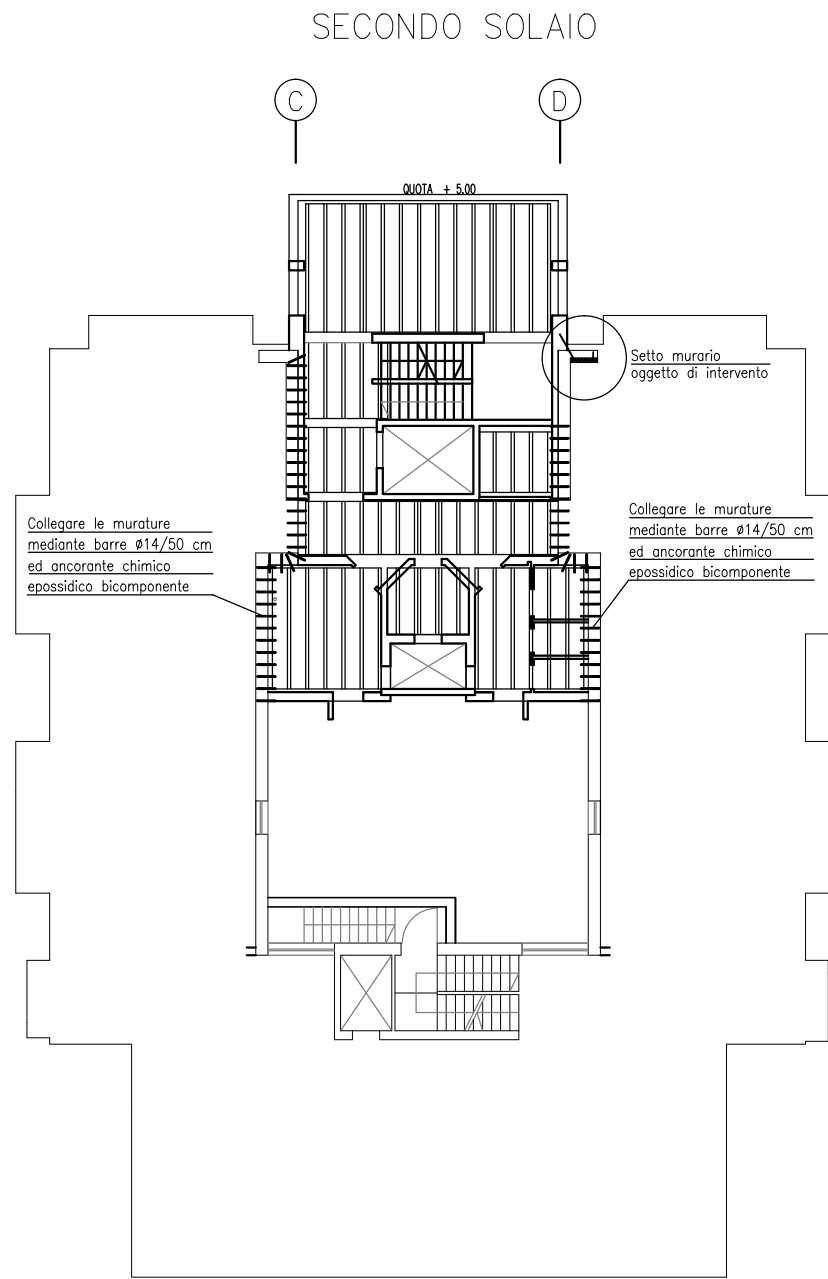 SECONDO SOLAIO
C
D
QUOTA + 5.00
Setto murario
oggetto di intervento
Collegare le murature
mediante barre ø14/50 cm
ed ancorante chimico
epossidico bicomponente
Collegare le murature
mediante barre ø14/50 cm
ed ancorante chimico
epossidico bicomponente